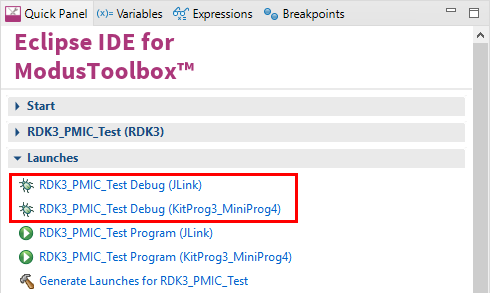 Quick Panel (x)= Variables Expressions Breakpoints
Eclipse IDE for
ModusToolbox™
Start
RDK3_PMIC_Test (RDK3)
Launches
RDK3_PMIC_Test Debug (JLink)
RDK3_PMIC_Test Debug (KitProg3_MiniProg4)
RDK3_PMIC_Test Program (JLink)
RDK3_PMIC_Test Program (KitProg3_MiniProg4)
Generate Launches for RDK3_PMIC_Test